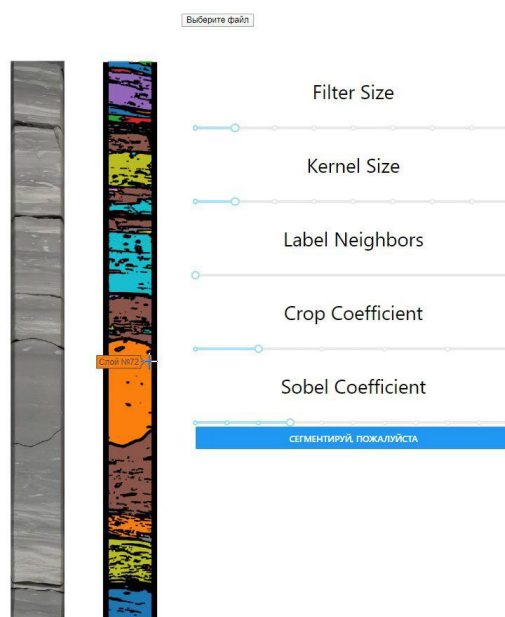 Выберите файл
Filter Size
Kernel Size
Label Neighbors
Crop Coefficient
Слой №72
Sobel Coefficient
СЕГМЕНТИРУЙ, ПОЖАЛУЙСТА